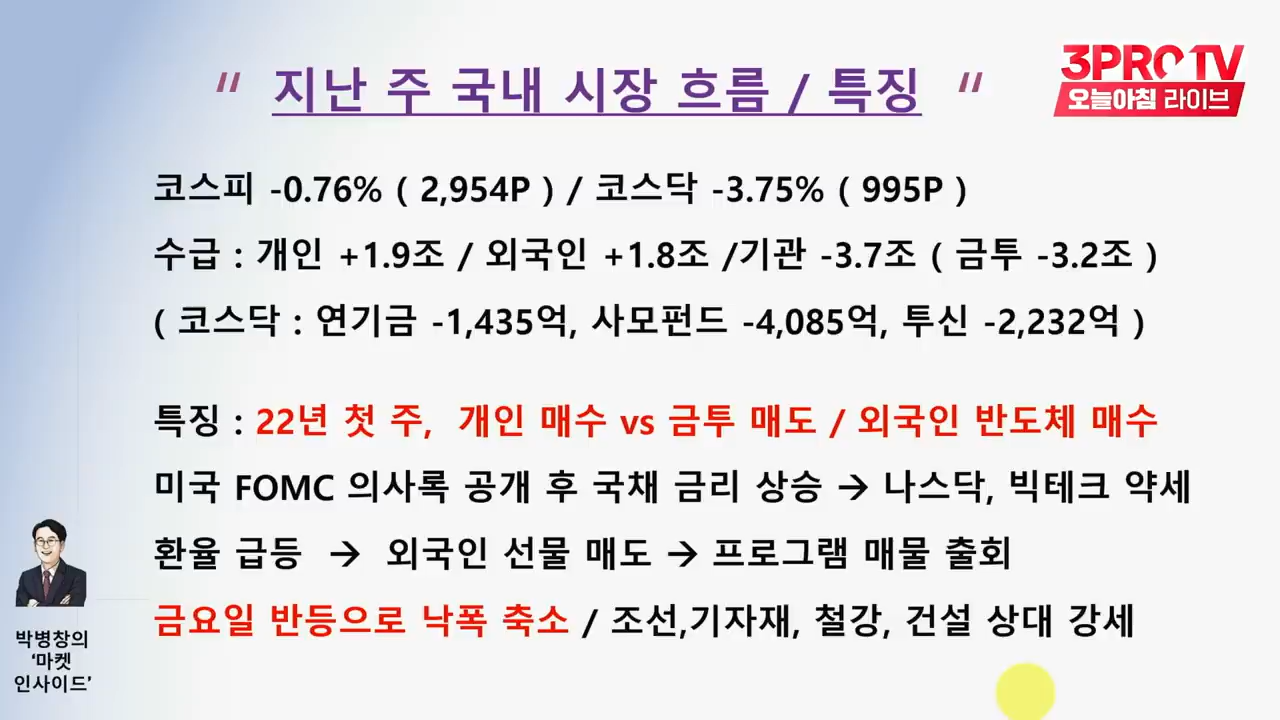 " 지난 주 국내 시장 흐름 / 특징 "
3PRO TV
오늘아침 라이브
코스피 -0.76% ( 2,954P ) / 코스닥 -3.75% ( 995P )
수급 : 개인 +1.9조 / 외국인 +1.8조 /기관 -3.7조 ( 금투 -3.2조 )
( 코스닥 : 연기금 -1,435억, 사모펀드 -4,085억, 투신 -2,232억 )
특징 : 22년 첫 주, 개인 매수 vs 금투 매도 / 외국인 반도체 매수
미국 FOMC 의사록 공개 후 국채 금리 상승 → 나스닥, 빅테크 약세
환율 급등 → 외국인 선물 매도 → 프로그램 매물 출회
금요일 반등으로 낙폭 축소 / 조선,기자재, 철강, 건설 상대 강세
박병창의
‘마켓
인사이드’